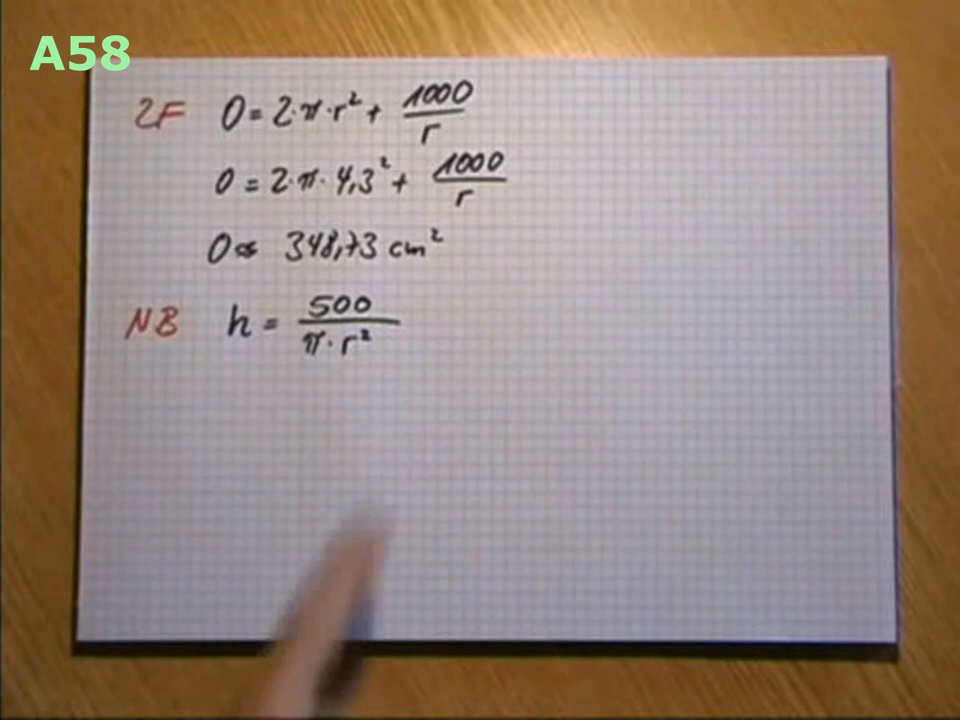 A58
ZF O = 2·π·r² + 1000/r
O = 2·π·4,3² + 1000/r
O ≈ 348,73 cm²
NB h = 500/π·r²